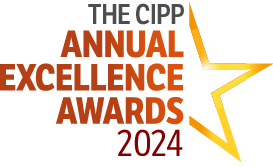 THE CIPP
ANNUAL
EXCELLENCE
AWARDS
2024